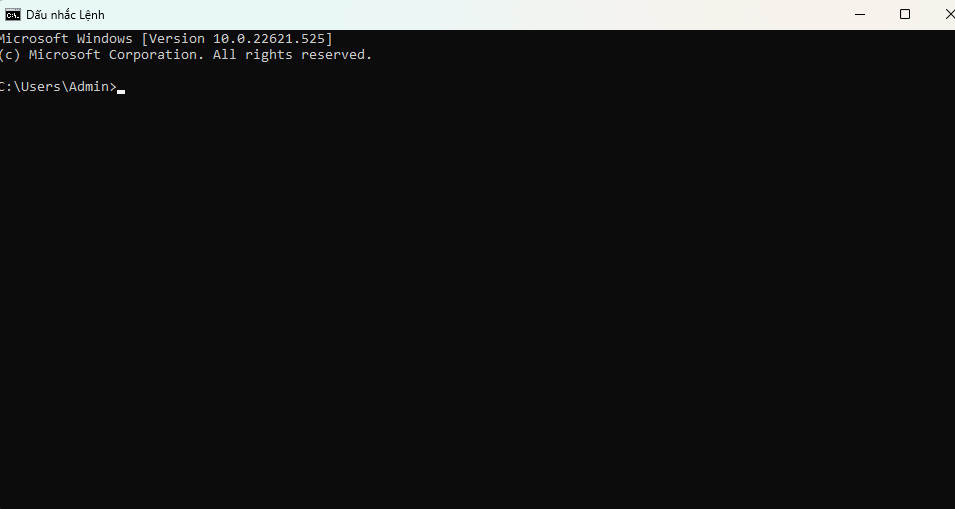 Dấu nhắc Lệnh
Microsoft Windows [Version 10.0.22621.525]
(c) Microsoft Corporation. All rights reserved.
C:\Users\Admin>